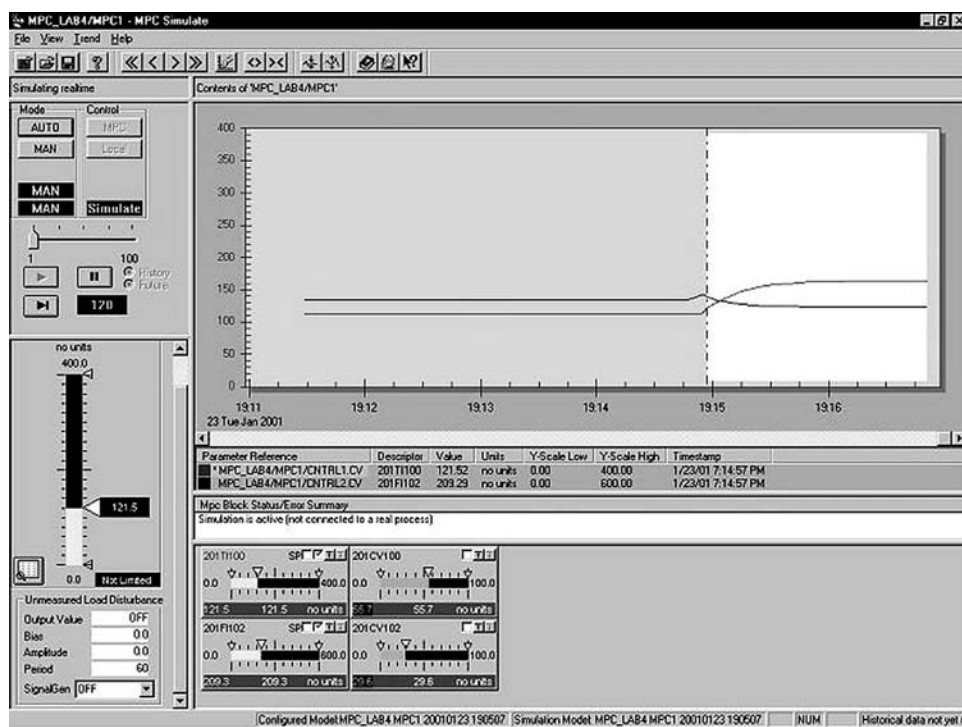 MPC_LAB4/MPC1 - MPC Simulate
File View Trend Help
Simulating realtime
Contents of 'MPC_LAB4/MPC1'
Mode
Control
AUTO
MPC
MAN
Local
MAN
MAN
Simulate
1
100
History
Future
120
400
350
300
250
200
150
100
50
0
19:11
19:12
19:13
19:14
19:15
19:16
23 Tue Jan 2001
no units
400.0
121.5
0.0
Not Limited
Parameter Reference Descriptor Value Units Y-Scale Low Y-Scale High Timestamp
*MPC_LAB4/MPC1/CNTRL1.CV 201TI100 121.52 no units 0.00 400.00 1/23/01 7:14:57 PM
MPC_LAB4/MPC1/CNTRL2.CV 201FI102 209.29 no units 0.00 600.00 1/23/01 7:14:57 PM
Mpc Block Status/Error Summary
Simulation is active (not connected to a real process)
201TI100 SP
0.0 400.0
121.5 121.5 no units
201CV100
0.0 100.0
55.7 55.7 no units
201FI102 SP
0.0 600.0
209.3 209.3 no units
201CV102
0.0 100.0
29.6 29.6 no units
Unmeasured Load Disturbance
Output Value OFF
Bias 0.0
Amplitude 0.0
Period 60
SignalGen OFF
Configured Model:MPC_LAB4 MPC1 20010123 190507 Simulation Model: MPC_LAB4 MPC1 20010123 190507 NUM Historical data not yet